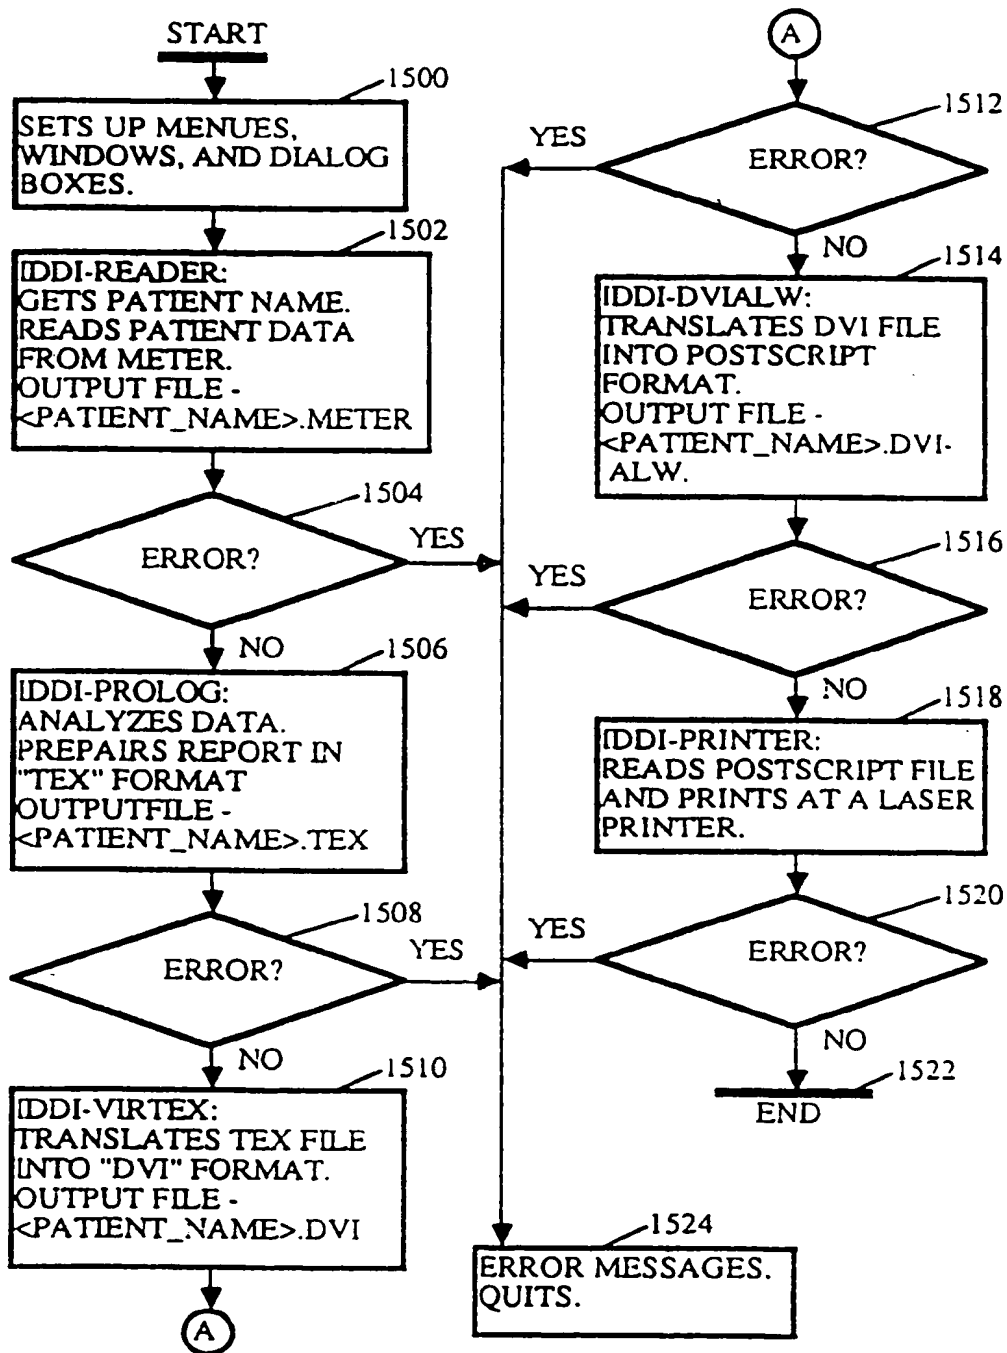 START
1500
SETS UP MENUES,
WINDOWS, AND DIALOG
BOXES.
1502
IDDI-READER:
GETS PATIENT NAME.
READS PATIENT DATA
FROM METER.
OUTPUT FILE -
<PATIENT_NAME>.METER
1504
ERROR?
YES
NO
1506
IDDI-PROLOG:
ANALYZES DATA.
PREPAIRS REPORT IN
"TEX" FORMAT
OUTPUTFILE -
<PATIENT_NAME>.TEX
1508
ERROR?
YES
NO
1510
IDDI-VIRTEX:
TRANSLATES TEX FILE
INTO "DVI" FORMAT.
OUTPUT FILE -
<PATIENT_NAME>.DVI
A
A
1512
YES
ERROR?
NO
1514
IDDI-DVIALW:
TRANSLATES DVI FILE
INTO POSTSCRIPT
FORMAT.
OUTPUT FILE -
<PATIENT_NAME>.DVI-
ALW.
1516
YES
ERROR?
NO
1518
IDDI-PRINTER:
READS POSTSCRIPT FILE
AND PRINTS AT A LASER
PRINTER.
1520
YES
ERROR?
NO
1522
END
1524
ERROR MESSAGES.
QUITS.